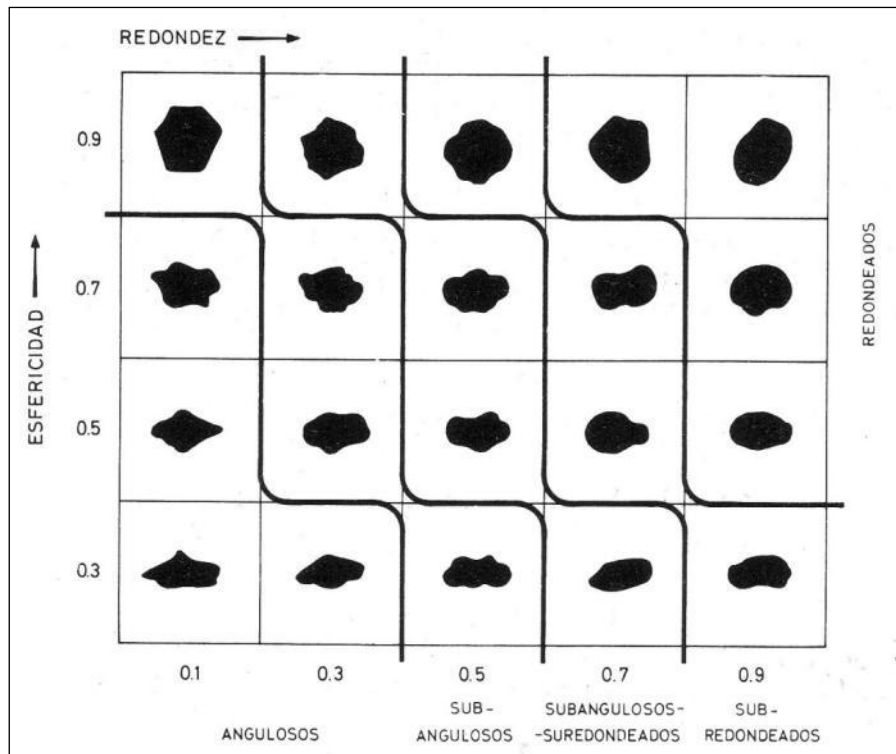 REDONDEZ
0.9
0.7
0.5
0.3
ESFERICIDAD
REDONDEADOS
0.1 0.3 0.5 0.7 0.9
ANGULOSOS
SUB-
ANGULOSOS
SUBANGULOSOS-
-SUREDONDEADOS
SUB-
REDONDEADOS